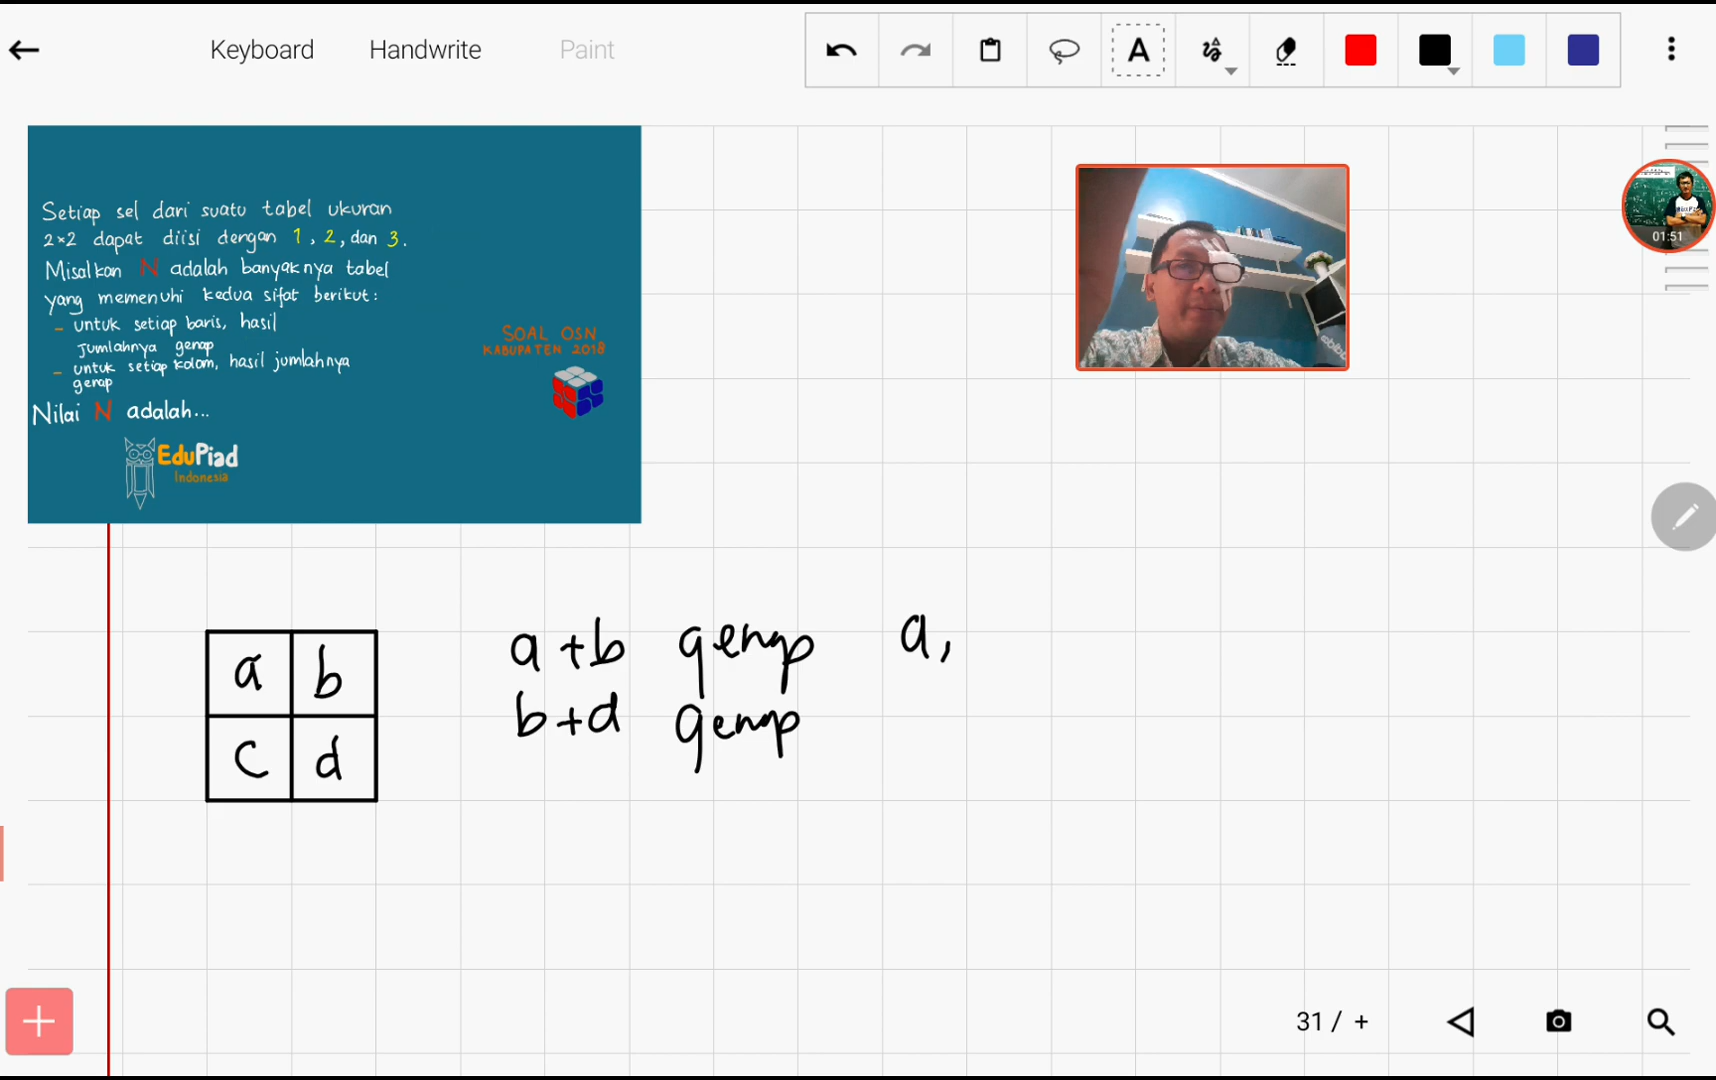 Keyboard Handwrite Paint
A
Setiap sel dari suatu tabel ukuran
2×2 dapat diisi dengan 1, 2, dan 3.
Misalkan N adalah banyaknya tabel
yang memenuhi kedua sifat berikut:
- untuk setiap baris, hasil
jumlahnya genap
- untuk setiap kolom, hasil jumlahnya
genap
Nilai N adalah...
SOAL OSN
KABUPATEN 2018
EduPiad
Indonesia
01:51
a b
c d
a+b genap a,
b+d genap
31 / +